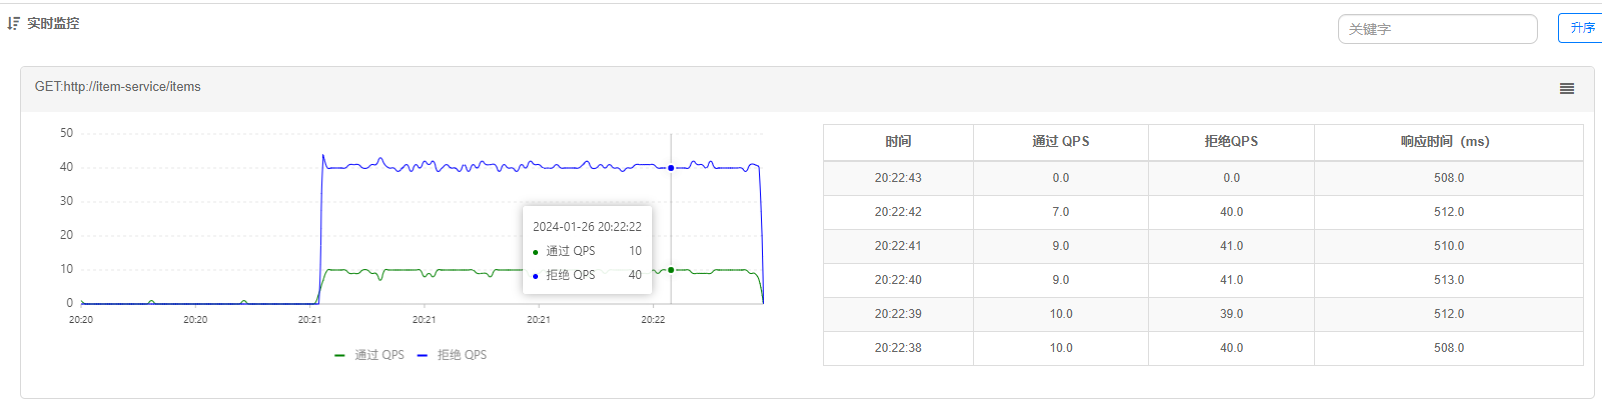 实时监控
关键字
升序
GET:http://item-service/items
50
40
30
20
10
0
20:20 20:20 20:21 20:21 20:21 20:22
2024-01-26 20:22:22
通过 QPS 10
拒绝 QPS 40
通过 QPS 拒绝 QPS
时间 通过 QPS 拒绝QPS 响应时间 (ms)
20:22:43 0.0 0.0 508.0
20:22:42 7.0 40.0 512.0
20:22:41 9.0 41.0 510.0
20:22:40 9.0 41.0 513.0
20:22:39 10.0 39.0 512.0
20:22:38 10.0 40.0 508.0